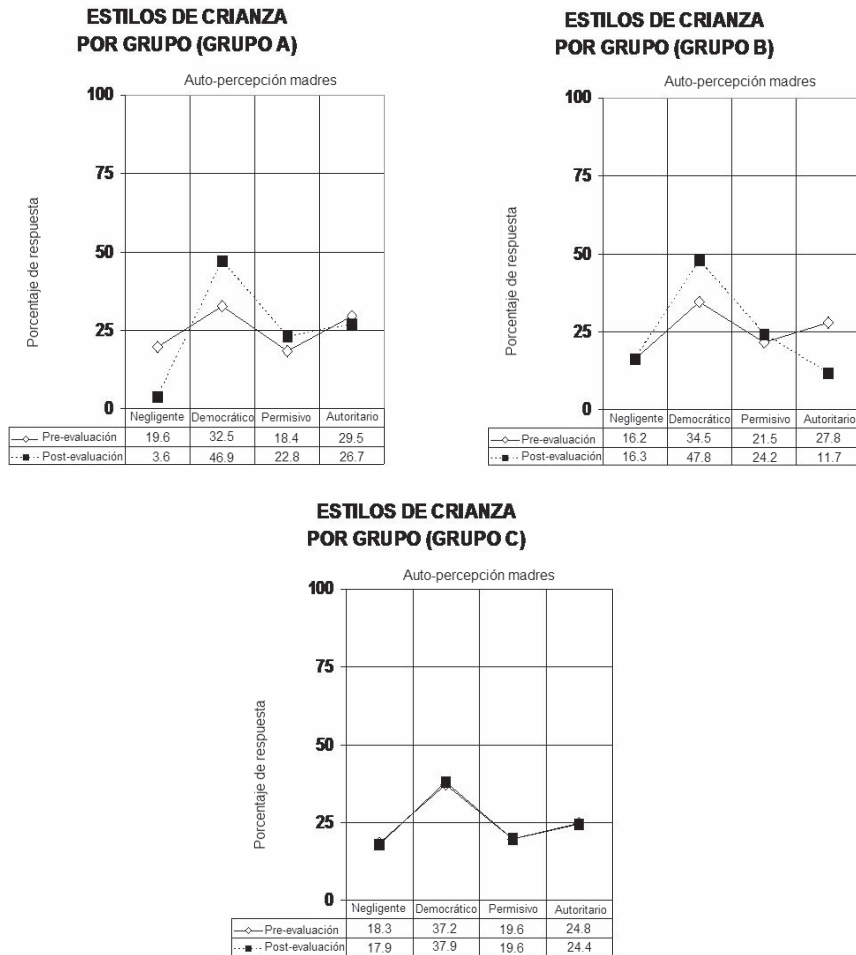 ESTILOS DE CRIANZA
POR GRUPO (GRUPO A)
Auto-percepción madres
Porcentaje de respuesta
100
75
50
25
0
Negligente Democrático Permisivo Autoritario
Pre-evaluación 19.6 32.5 18.4 29.5
Post-evaluación 3.6 46.9 22.8 26.7
ESTILOS DE CRIANZA
POR GRUPO (GRUPO B)
Auto-percepción madres
Porcentaje de respuesta
100
75
50
25
0
Negligente Democrático Permisivo Autoritario
Pre-evaluación 16.2 34.5 21.5 27.8
Post-evaluación 16.3 47.8 24.2 11.7
ESTILOS DE CRIANZA
POR GRUPO (GRUPO C)
Auto-percepción madres
Porcentaje de respuesta
100
75
50
25
0
Negligente Democrático Permisivo Autoritario
Pre-evaluación 18.3 37.2 19.6 24.8
Post-evaluación 17.9 37.9 19.6 24.4